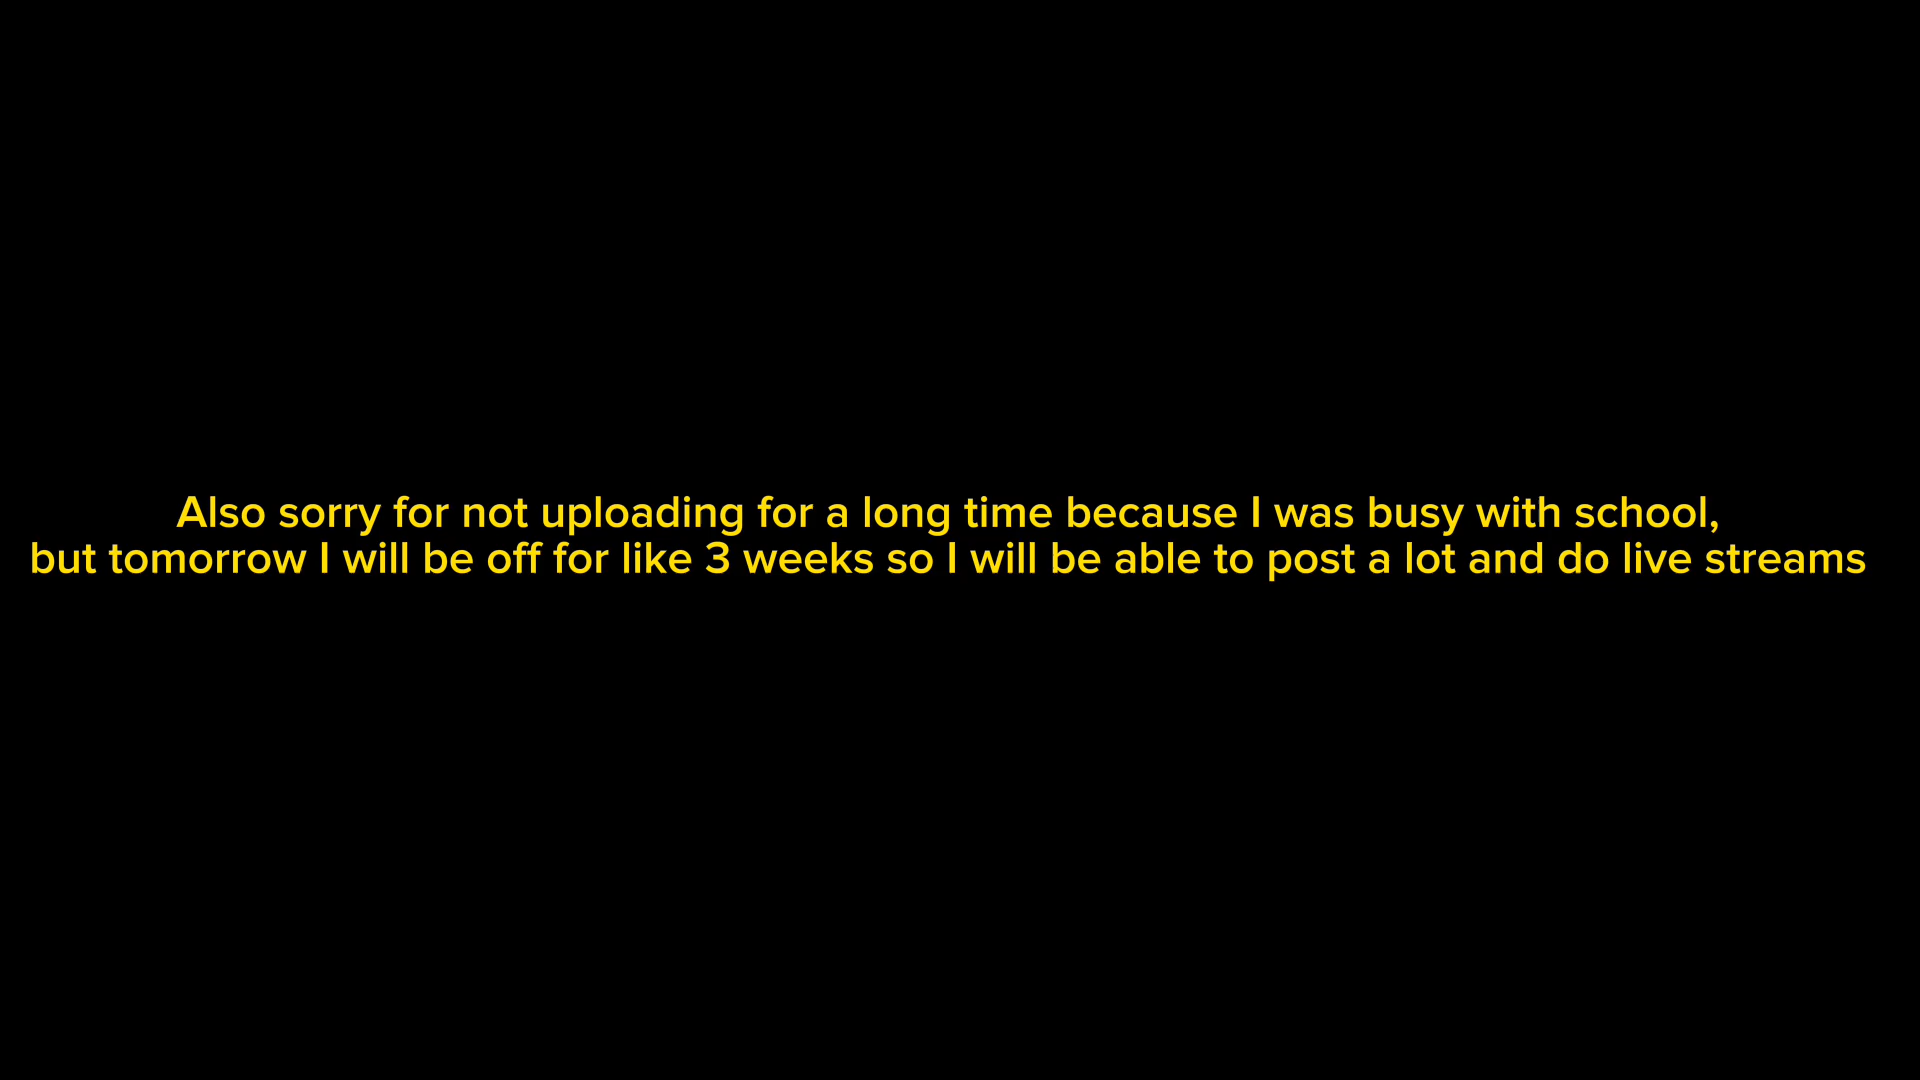 Also sorry for not uploading for a long time because I was busy with school,
but tomorrow I will be off for like 3 weeks so I will be able to post a lot and do live streams